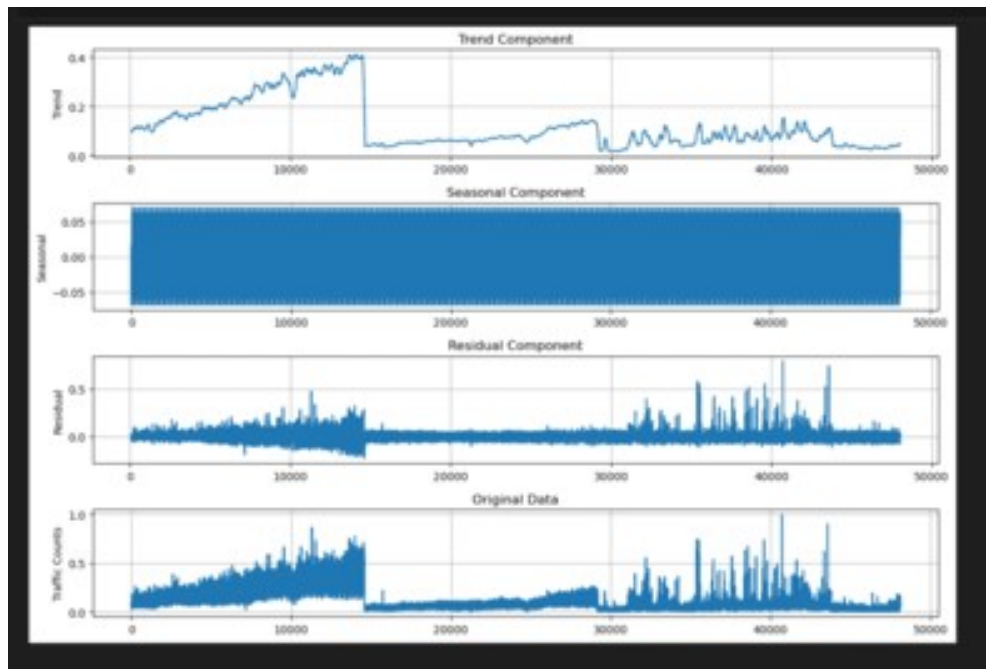 Trend Component
Trend
0.4
0.2
0.0
0 10000 20000 30000 40000 50000
Seasonal Component
Seasonal
0.05
0.00
−0.05
0 10000 20000 30000 40000 50000
Residual Component
Residual
0.5
0.0
0 10000 20000 30000 40000 50000
Original Data
Traffic Counts
1.0
0.5
0.0
0 10000 20000 30000 40000 50000